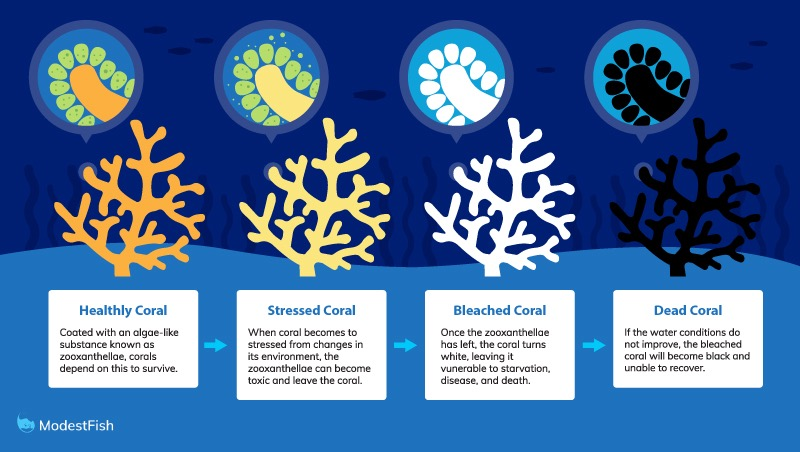 Healthly Coral
Coated with an algae-like
substance known as
zooxanthellae, corals
depend on this to survive.
Stressed Coral
When coral becomes to
stressed from changes in
its environment, the
zooxanthellae can become
toxic and leave the coral.
Bleached Coral
Once the zooxanthellae
has left, the coral turns
white, leaving it
vunerable to starvation,
disease, and death.
Dead Coral
If the water conditions do
not improve, the bleached
coral will become black and
unable to recover.
ModestFish